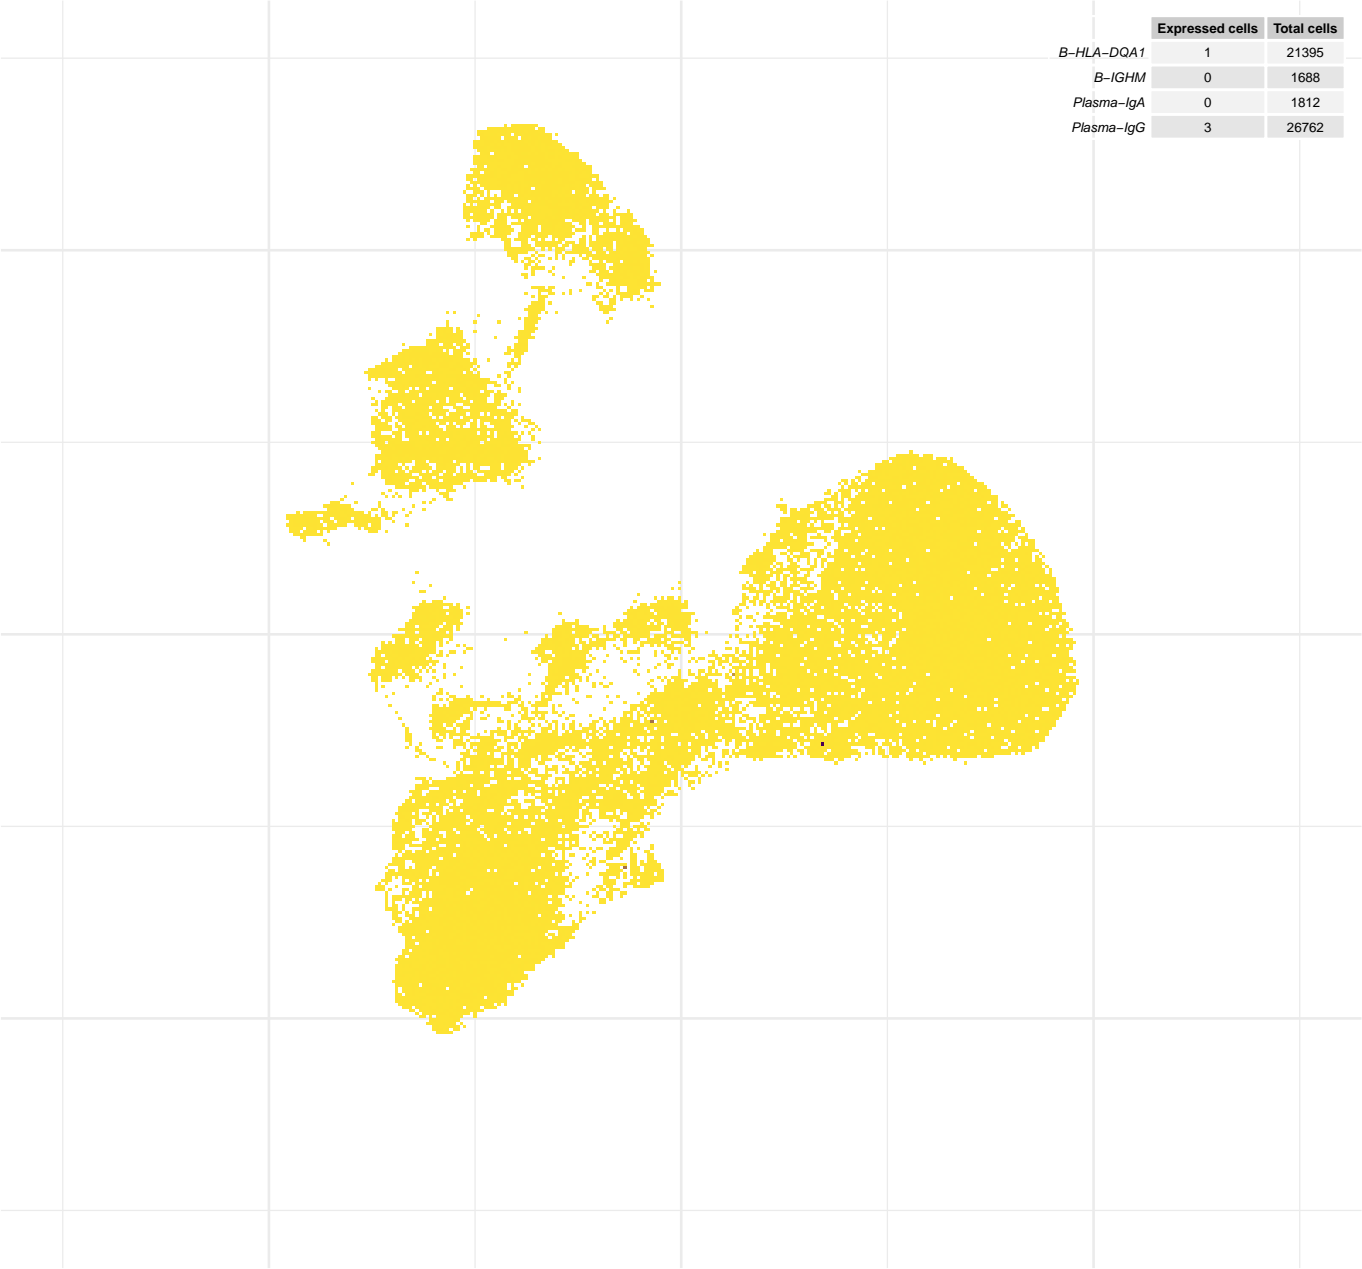 Expressed cells Total cells
B−HLA−DQA1 1 21395
B−IGHM 0 1688
Plasma−IgA 0 1812
Plasma−IgG 3 26762